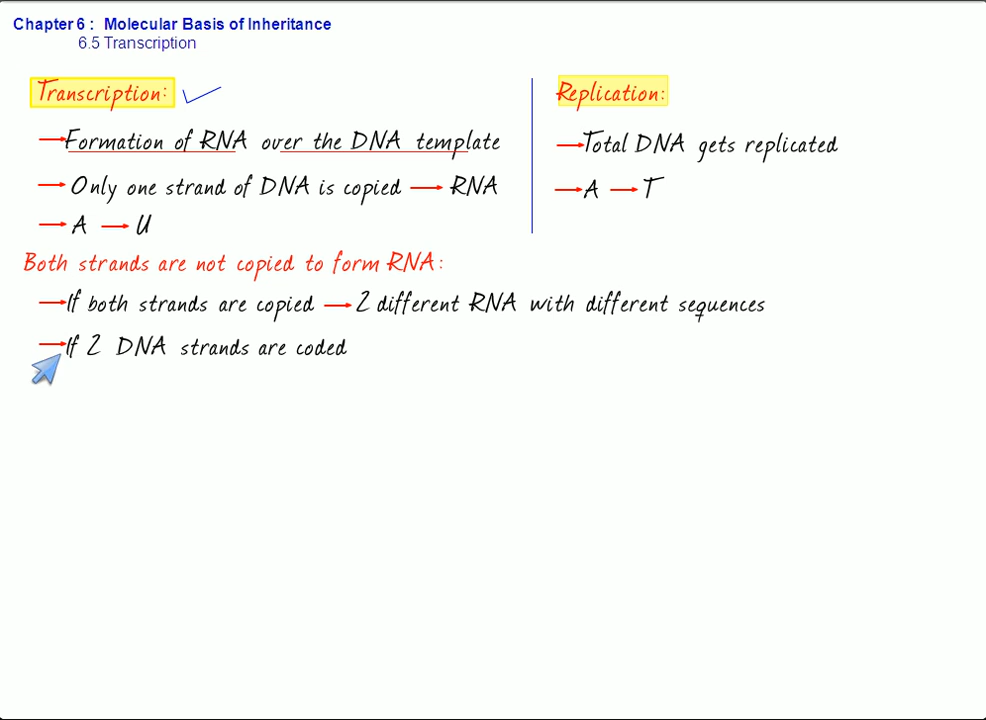 Chapter 6 : Molecular Basis of Inheritance
6.5 Transcription
Transcription:
→Formation of RNA over the DNA template
→ Only one strand of DNA is copied → RNA
→ A → U
Replication:
→Total DNA gets replicated
→A → T
Both strands are not copied to form RNA:
→If both strands are copied → 2 different RNA with different sequences
→If 2 DNA strands are coded